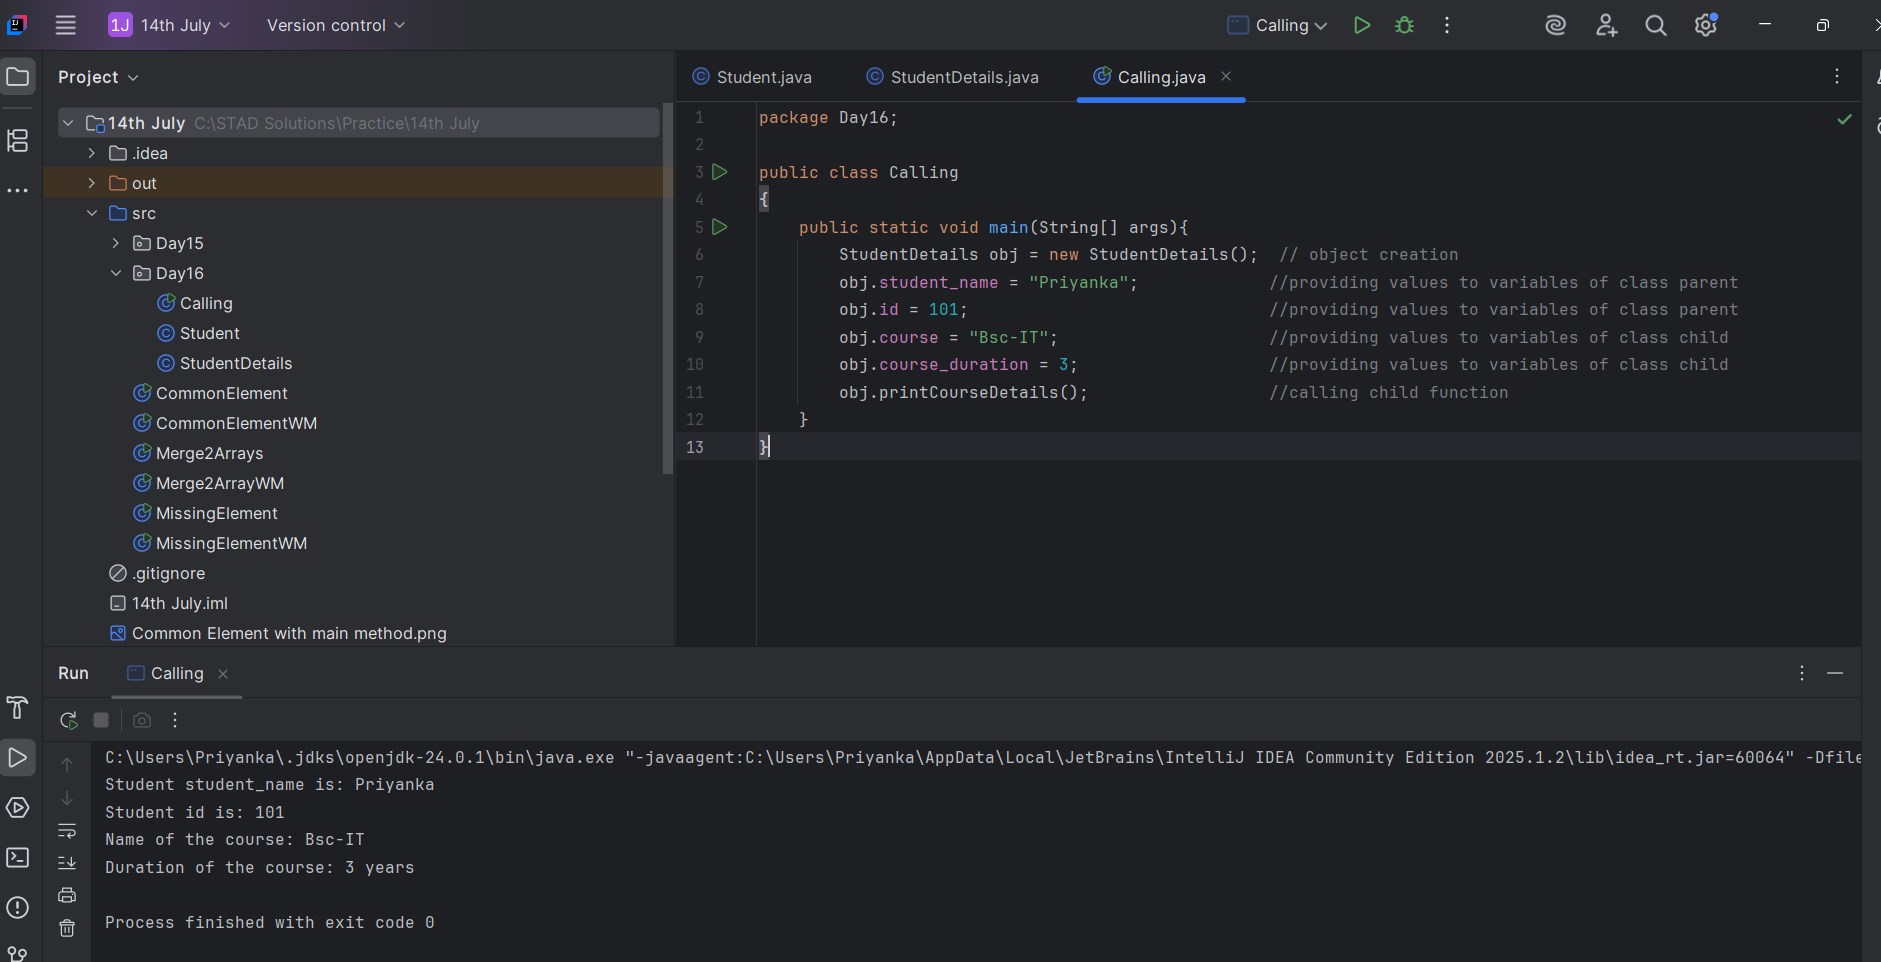 1J 14th July Version control Calling
Project
14th July C:\STAD Solutions\Practice\14th July
.idea
out
src
Day15
Day16
Calling
Student
StudentDetails
CommonElement
CommonElementWM
Merge2Arrays
Merge2ArrayWM
MissingElement
MissingElementWM
.gitignore
14th July.iml
Common Element with main method.png
Student.java StudentDetails.java Calling.java
1 package Day16;
2
3 public class Calling
4 {
5 public static void main(String[] args){
6 StudentDetails obj = new StudentDetails(); // object creation
7 obj.student_name = "Priyanka"; //providing values to variables of class parent
8 obj.id = 101; //providing values to variables of class parent
9 obj.course = "Bsc-IT"; //providing values to variables of class child
10 obj.course_duration = 3; //providing values to variables of class child
11 obj.printCourseDetails(); //calling child function
12 }
13 }
Run Calling
C:\Users\Priyanka\.jdks\openjdk-24.0.1\bin\java.exe "-javaagent:C:\Users\Priyanka\AppData\Local\JetBrains\IntelliJ IDEA Community Edition 2025.1.2\lib\idea_rt.jar=60064" -Dfile
Student student_name is: Priyanka
Student id is: 101
Name of the course: Bsc-IT
Duration of the course: 3 years
Process finished with exit code 0